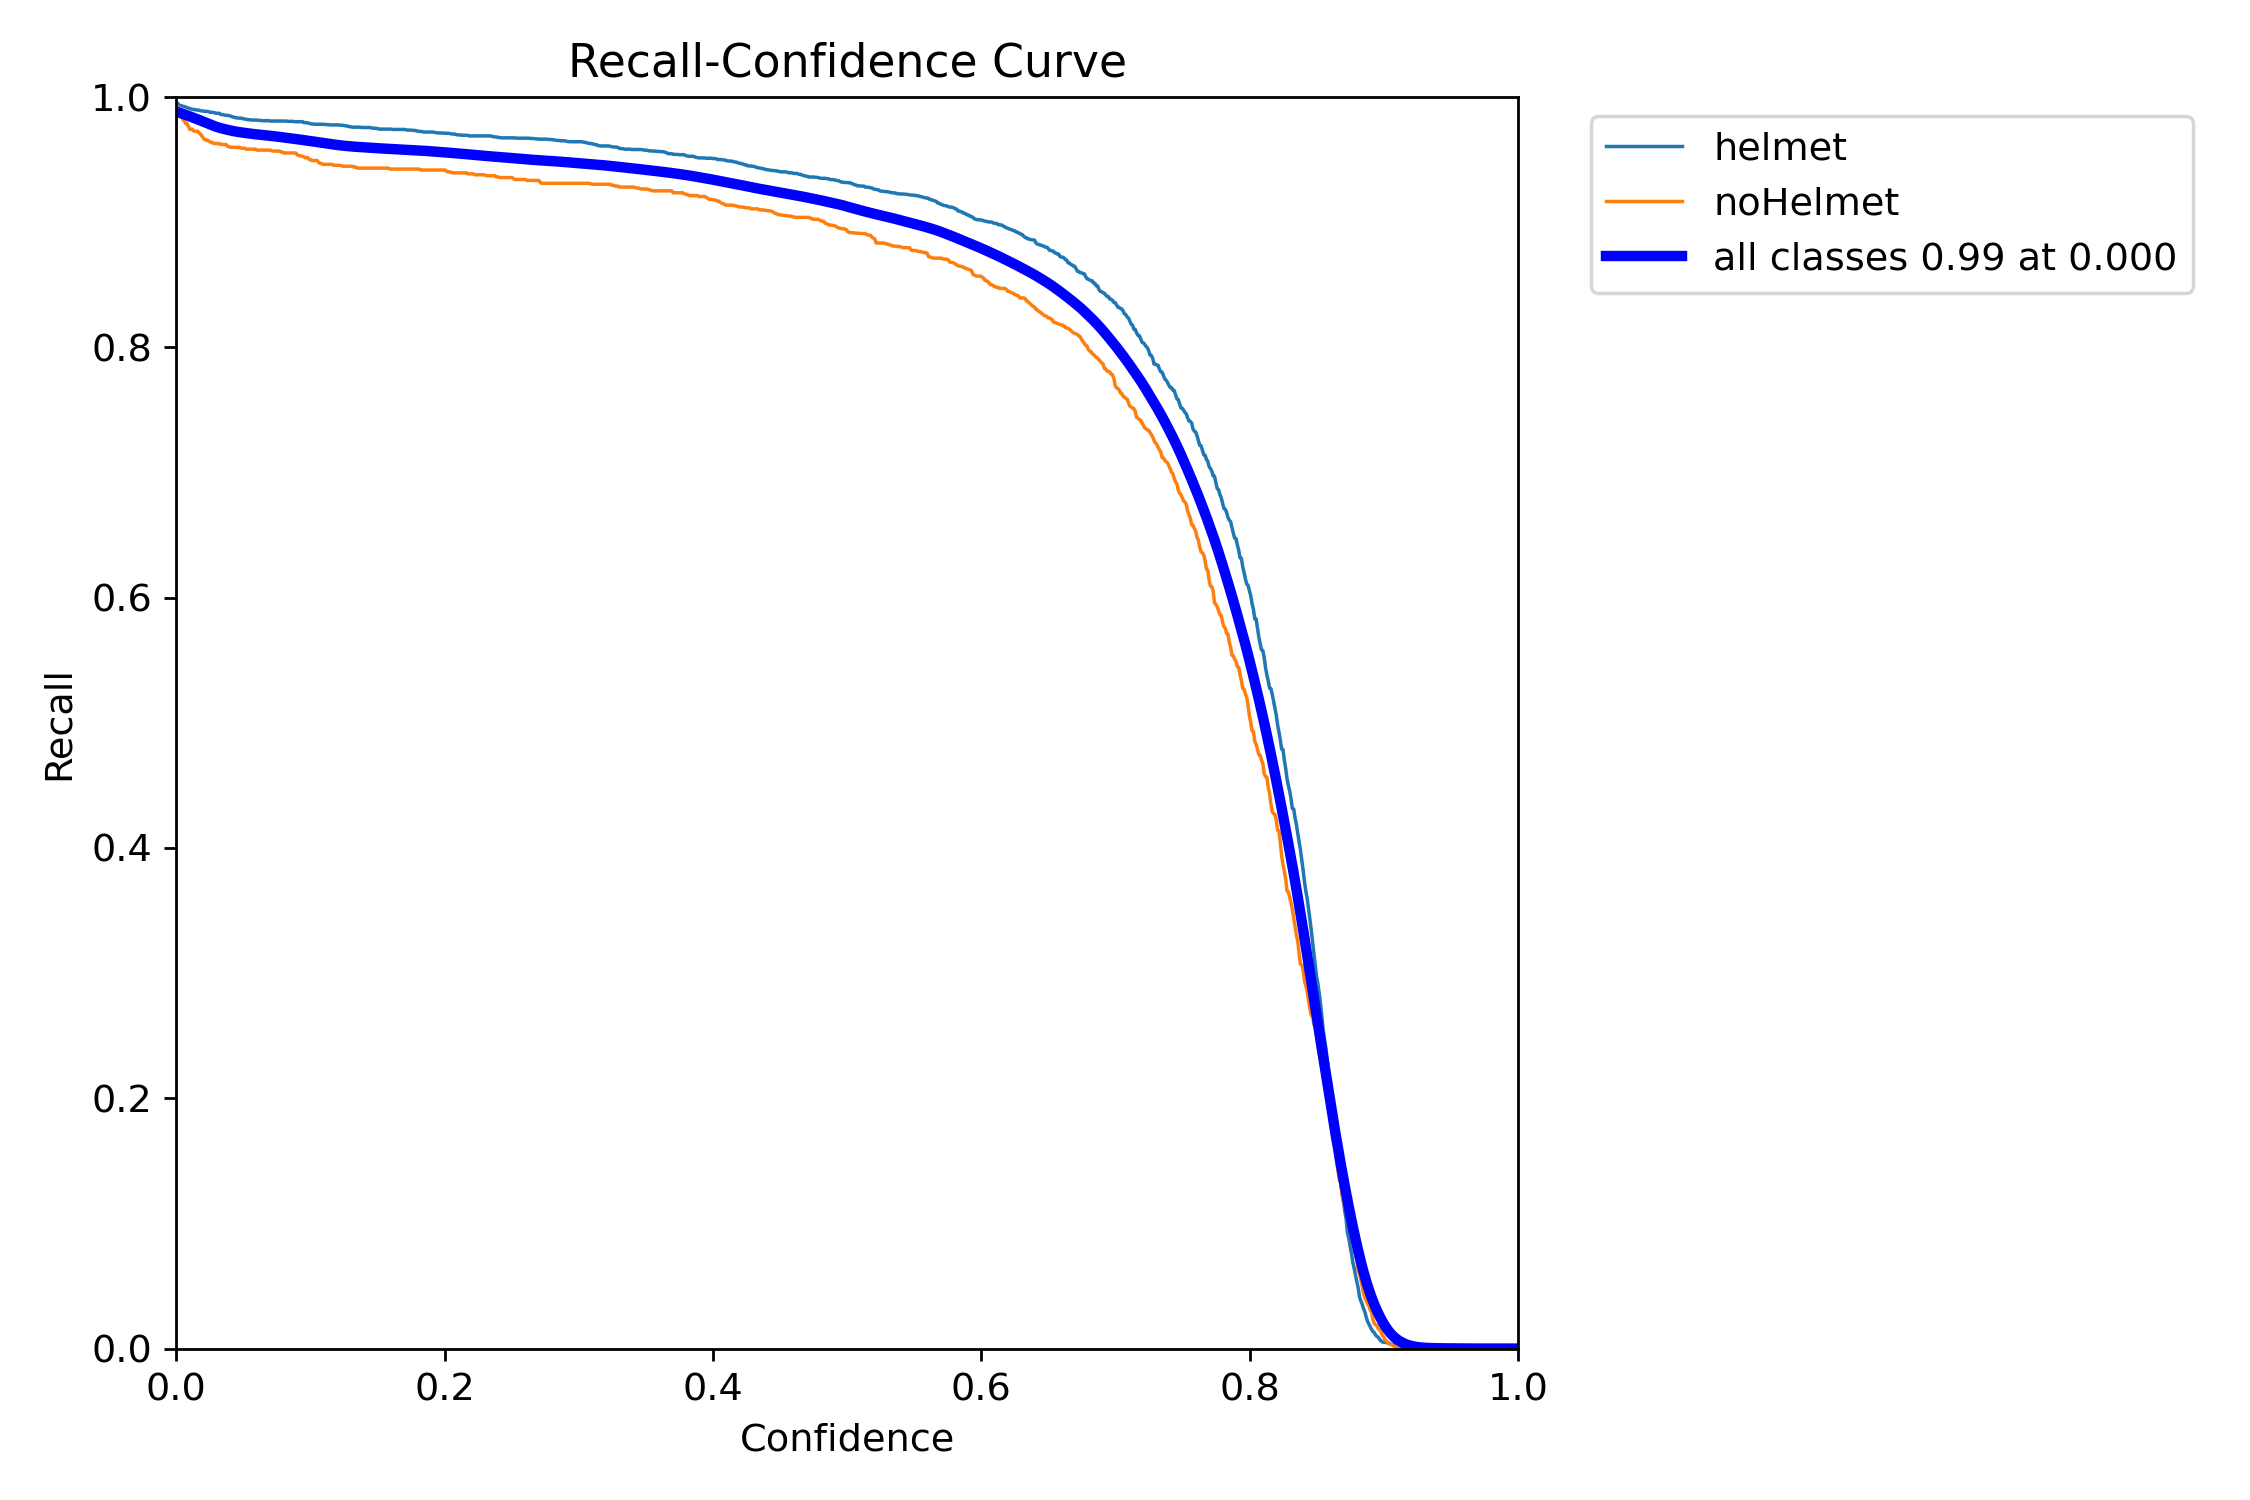 Recall-Confidence Curve
1.0
0.8
0.6
0.4
0.2
0.0
Recall
0.0 0.2 0.4 0.6 0.8 1.0
Confidence
helmet
noHelmet
all classes 0.99 at 0.000